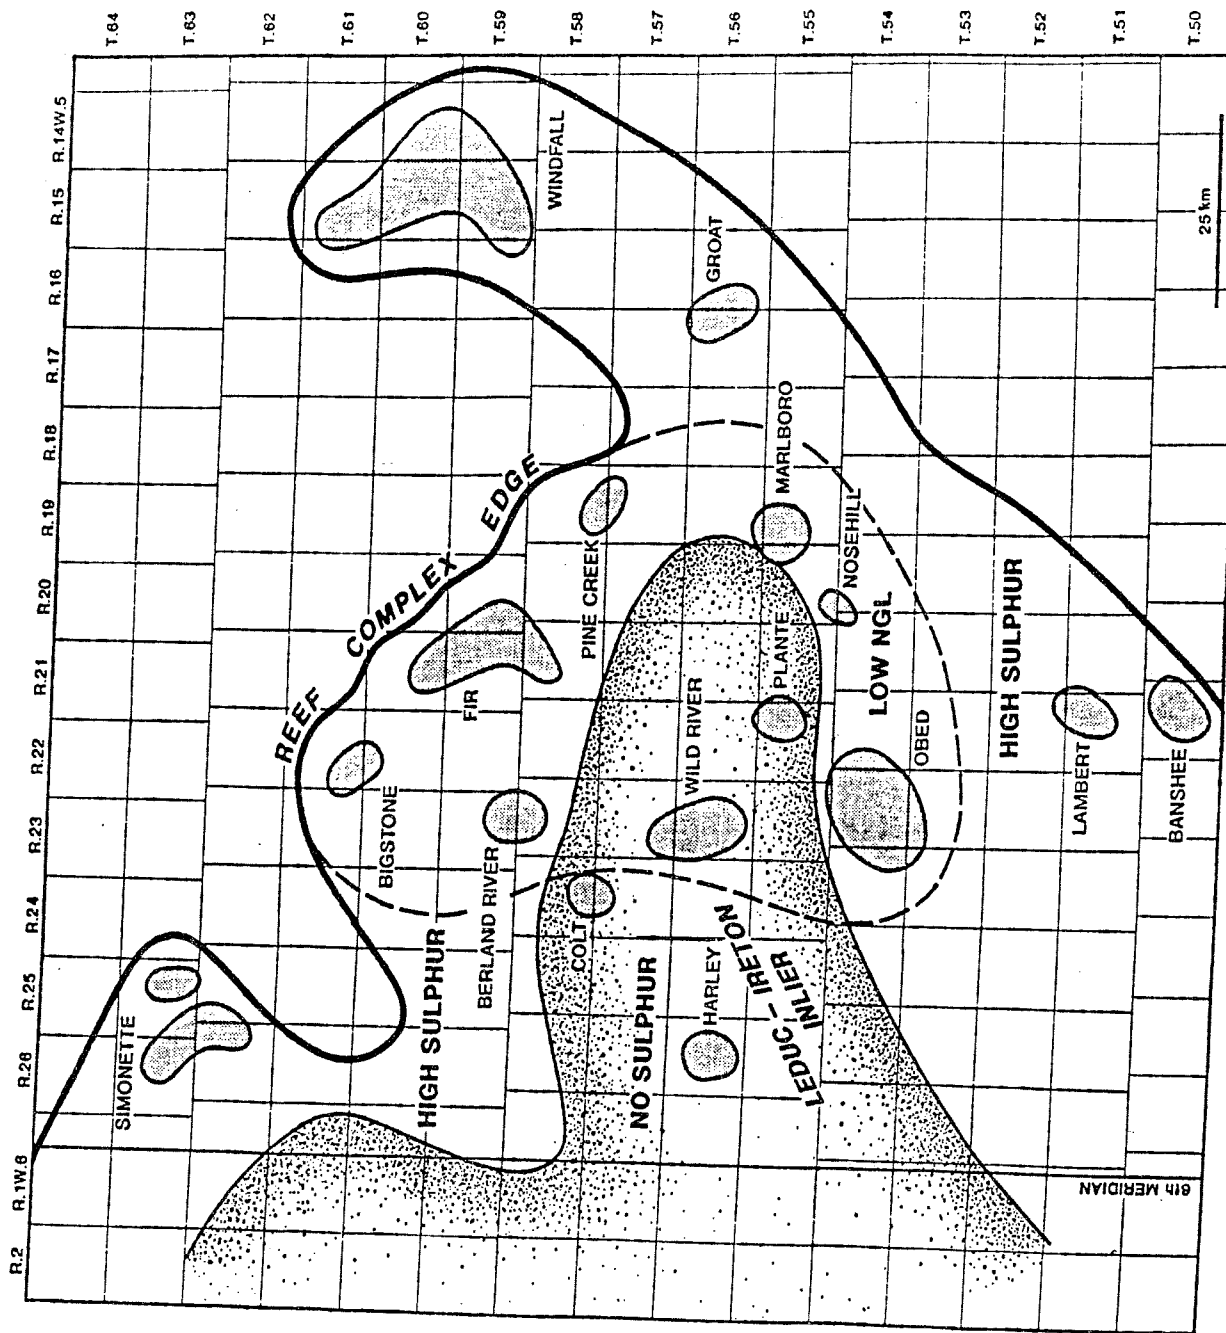 R.2
R.1W.6
R.26
R.25
R.24
R.23
R.22
R.21
R.20
R.19
R.18
R.17
R.16
R.15
R.14W.5
T.64
T.63
T.62
T.61
T.60
T.59
T.58
T.57
T.56
T.55
T.54
T.53
T.52
T.51
T.50
SIMONETTE
REEF COMPLEX EDGE
WINDFALL
BIGSTONE
FIR
HIGH SULPHUR
BERLAND RIVER
PINE CREEK
COLT
NO SULPHUR
WILD RIVER
GROAT
HARLEY
LEDUC – IRETON
INLIER
PLANTE
MARLBORO
NOSEHILL
LOW NGL
OBED
HIGH SULPHUR
LAMBERT
BANSHEE
6th MERIDIAN
25 km